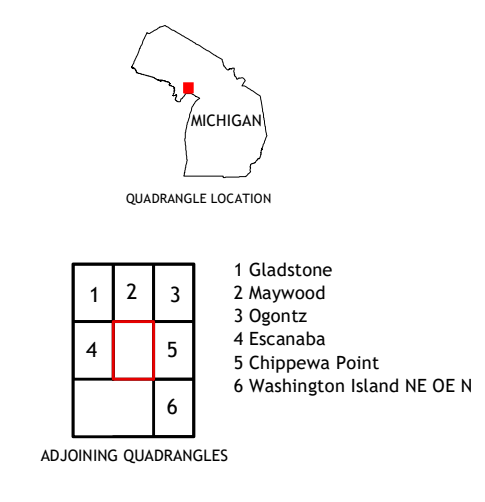 MICHIGAN
QUADRANGLE LOCATION
1 2 3
4 5
6
1 Gladstone
2 Maywood
3 Ogontz
4 Escanaba
5 Chippewa Point
6 Washington Island NE OE N
ADJOINING QUADRANGLES